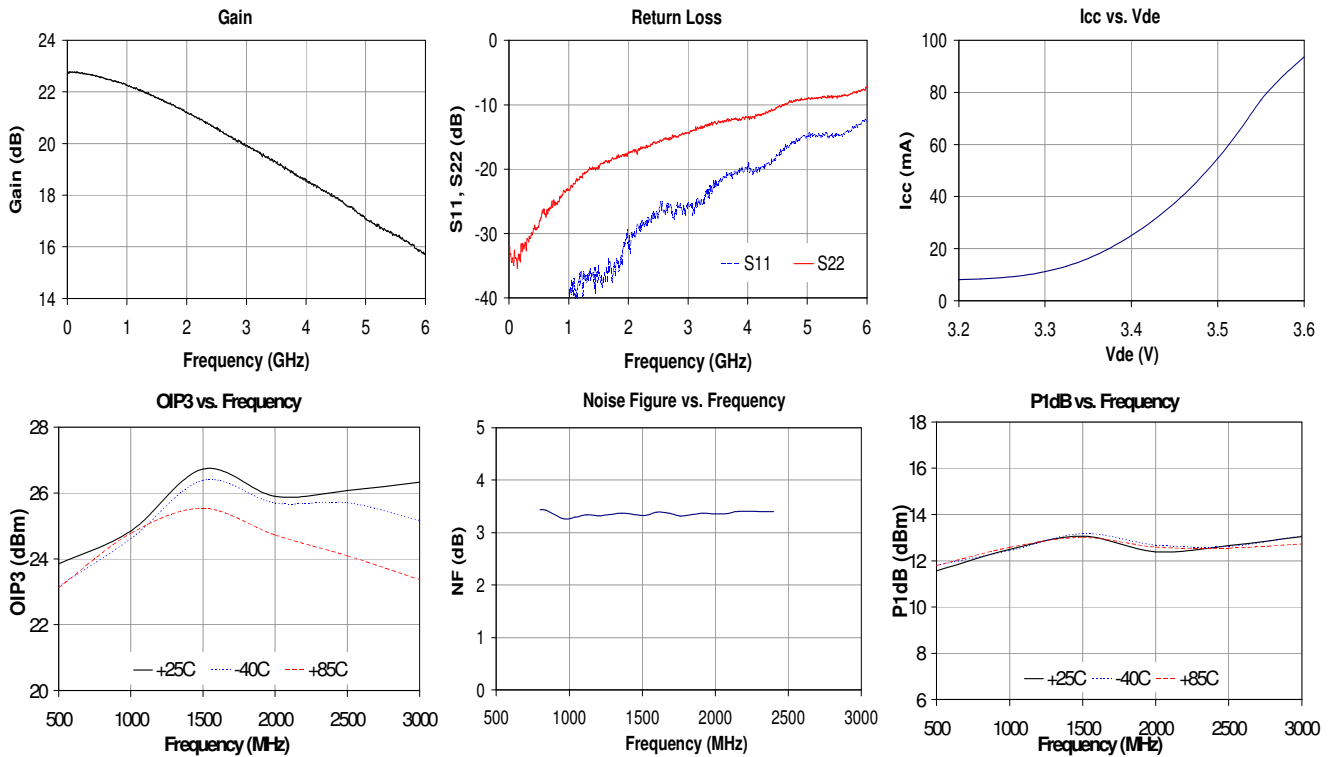 Gain
24
22
20
18
16
14
Gain (dB)
0 1 2 3 4 5 6
Frequency (GHz)
Return Loss
0
-10
-20
-30
-40
S11, S22 (dB)
S11 S22
0 1 2 3 4 5 6
Frequency (GHz)
Icc vs. Vde
100
80
60
40
20
0
Icc (mA)
3.2 3.3 3.4 3.5 3.6
Vde (V)
OIP3 vs. Frequency
28
26
24
22
20
OIP3 (dBm)
+25C -40C +85C
500 1000 1500 2000 2500 3000
Frequency (MHz)
Noise Figure vs. Frequency
5
4
3
2
1
0
NF (dB)
500 1000 1500 2000 2500 3000
Frequency (MHz)
P1dB vs. Frequency
18
16
14
12
10
8
6
P1dB (dBm)
+25C -40C +85C
500 1000 1500 2000 2500 3000
Frequency (MHz)